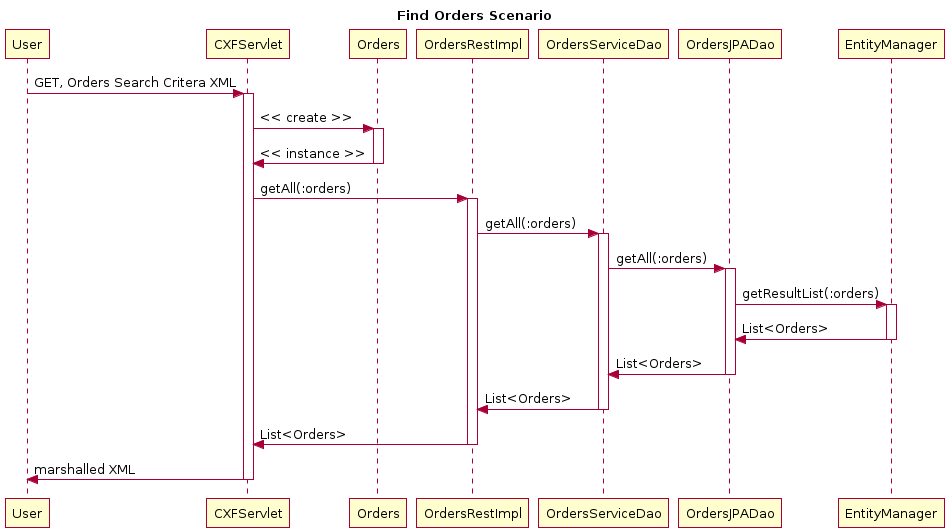 Find Orders Scenario
User CXFServlet Orders OrdersRestImpl OrdersServiceDao OrdersJPADao EntityManager
GET, Orders Search Critera XML
<< create >>
<< instance >>
getAll(:orders)
getAll(:orders)
getAll(:orders)
getResultList(:orders)
List<Orders>
List<Orders>
List<Orders>
List<Orders>
marshalled XML
User CXFServlet Orders OrdersRestImpl OrdersServiceDao OrdersJPADao EntityManager